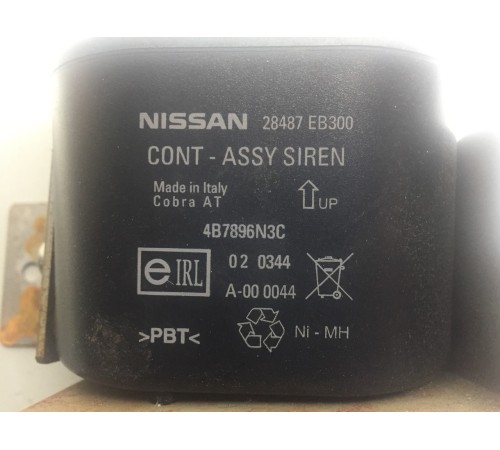 NISSAN 28487 EB300
CONT - ASSY SIREN
Made in Italy
Cobra AT
UP
4B7896N3C
e IRL
02 0344
A-00 0044
>PBT<
Ni - MH